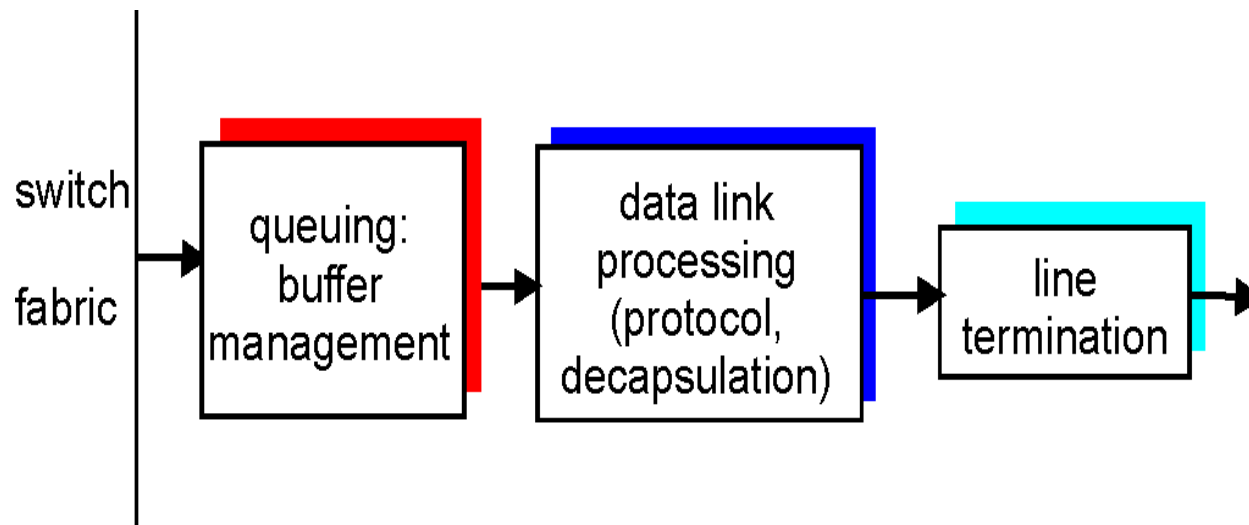 switch
fabric
queuing:
buffer
management
data link
processing
(protocol,
decapsulation)
line
termination